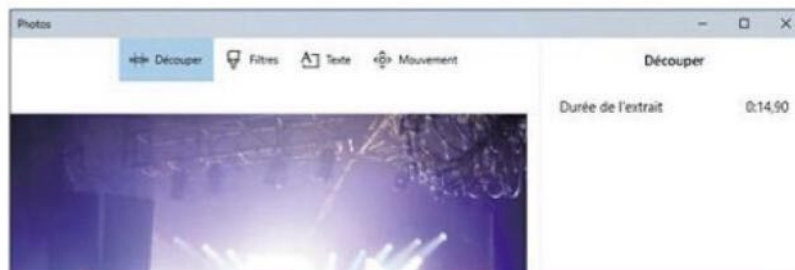 Photos
Découper Filtres Texte Mouvement
Découper
Durée de l'extrait 0:14,90